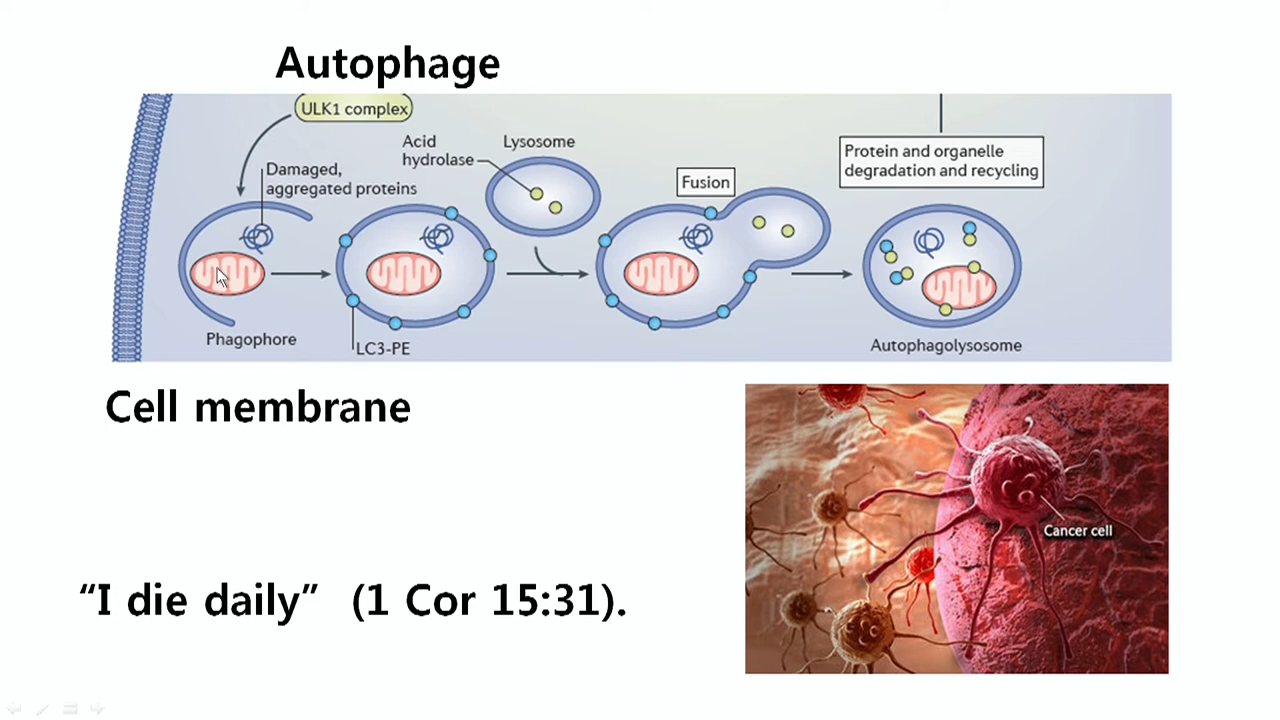 Autophage
ULK1 complex
Damaged,
aggregated proteins
Acid
hydrolase
Lysosome
Fusion
Protein and organelle
degradation and recycling
Phagophore
LC3-PE
Autophagolysosome
Cell membrane
Cancer cell
“I die daily” (1 Cor 15:31).